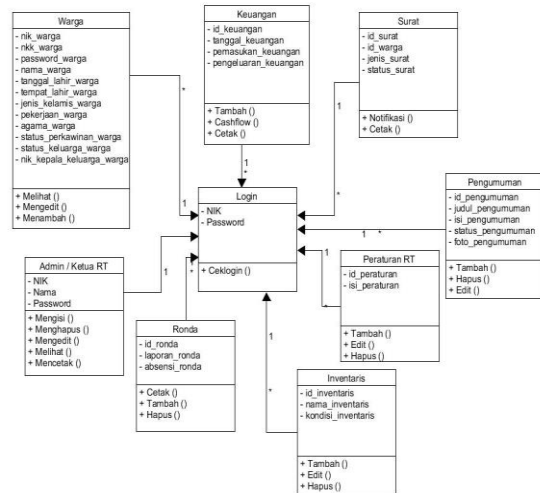 Warga
- nik_warga
- nkk_warga
- password_warga
- nama_warga
- tanggal_lahir_warga
- tempat_lahir_warga
- jenis_kelamis_warga
- pekerjaan_warga
- agama_warga
- status_perkawinan_warga
- status_keluarga_warga
- nik_kepala_keluarga_warga
+ Melihat ()
+ Mengedit ()
+ Menambah ()
Keuangan
- id_keuangan
- tanggal_keuangan
- pemasukan_keuangan
- pengeluaran_keuangan
+ Tambah ()
+ Cashflow ()
+ Cetak ()
Surat
- id_surat
- id_warga
- jenis_surat
- status_surat
+ Notifikasi ()
+ Cetak ()
Login
- NIK
- Password
+ Ceklogin ()
Pengumuman
- id_pengumuman
- judul_pengumuman
- isi_pengumuman
- status_pengumuman
- foto_pengumuman
+ Tambah ()
+ Hapus ()
+ Edit ()
Admin / Ketua RT
- NIK
- Nama
- Password
+ Mengisi ()
+ Menghapus ()
+ Mengedit ()
+ Melihat ()
+ Mencetak ()
Ronda
- id_ronda
- laporan_ronda
- absensi_ronda
+ Cetak ()
+ Tambah ()
+ Hapus ()
Peraturan RT
- id_peraturan
- isi_peraturan
+ Tambah ()
+ Edit ()
+ Hapus ()
Inventaris
- id_inventaris
- nama_inventaris
- kondisi_inventaris
+ Tambah ()
+ Edit ()
+ Hapus ()
*
1
1
*
1
*
1 *
1
*
1
1
1
*
1
*